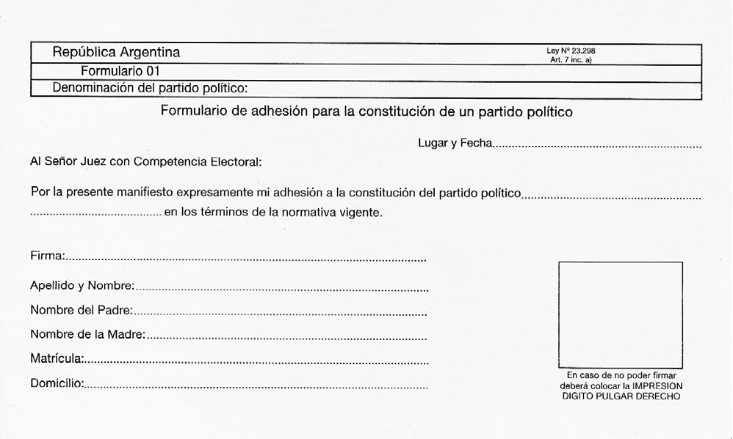 República Argentina
Ley Nº 23.298
Art. 7 inc. a)
Formulario 01
Denominación del partido político:
Formulario de adhesión para la constitución de un partido político
Lugar y Fecha
Al Señor Juez con Competencia Electoral:
Por la presente manifiesto expresamente mi adhesión a la constitución del partido político
en los términos de la normativa vigente.
Firma:
Apellido y Nombre:
Nombre del Padre:
Nombre de la Madre:
Matrícula:
Domicilio:
En caso de no poder firmar
deberá colocar la IMPRESION
DIGITO PULGAR DERECHO